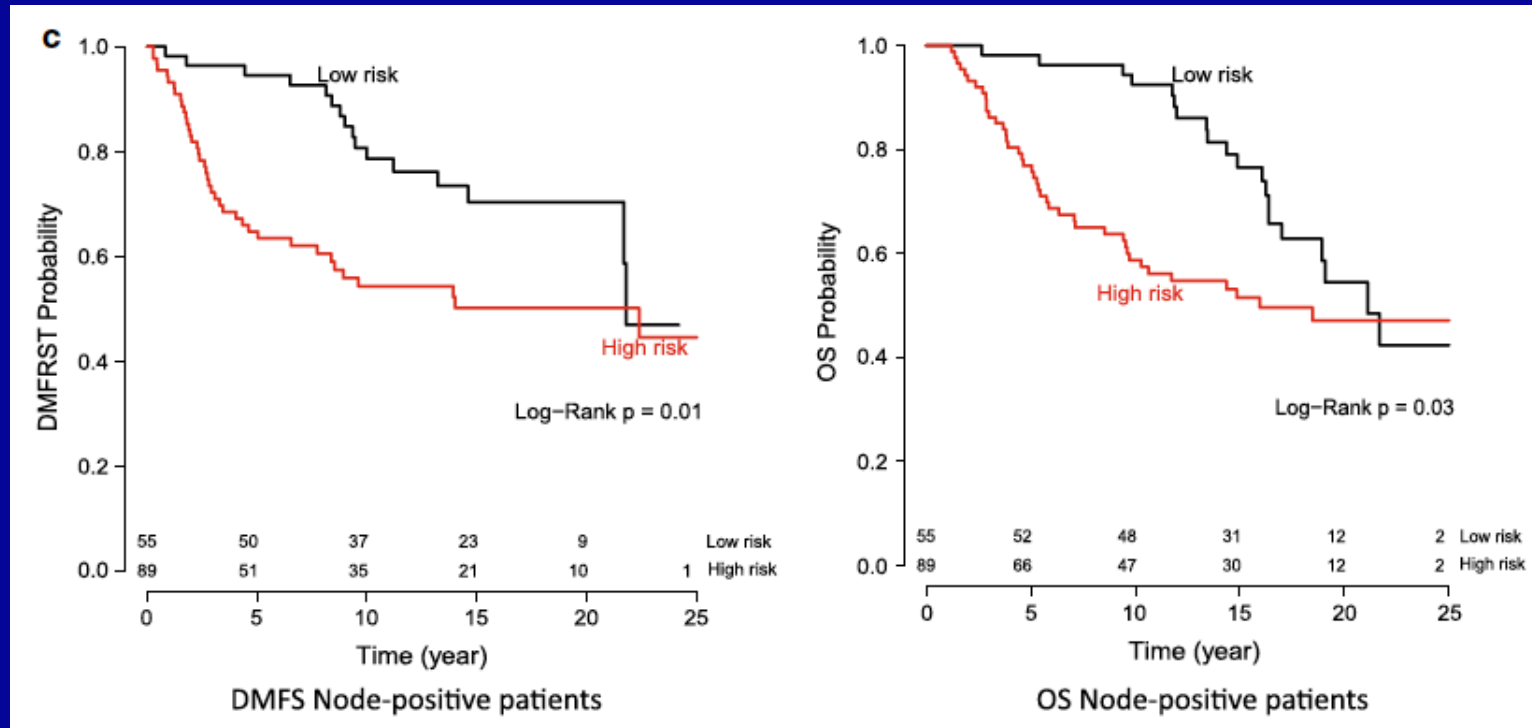 c
1.0
0.8
0.6
0.4
0.2
0.0
DMFRST Probability
Low risk
High risk
Log-Rank p = 0.01
55 50 37 23 9 Low risk
89 51 35 21 10 1 High risk
0 5 10 15 20 25
Time (year)
DMFS Node-positive patients
1.0
0.8
0.6
0.4
0.2
0.0
OS Probability
Low risk
High risk
Log-Rank p = 0.03
55 52 48 31 12 2 Low risk
89 66 47 30 12 2 High risk
0 5 10 15 20 25
Time (year)
OS Node-positive patients